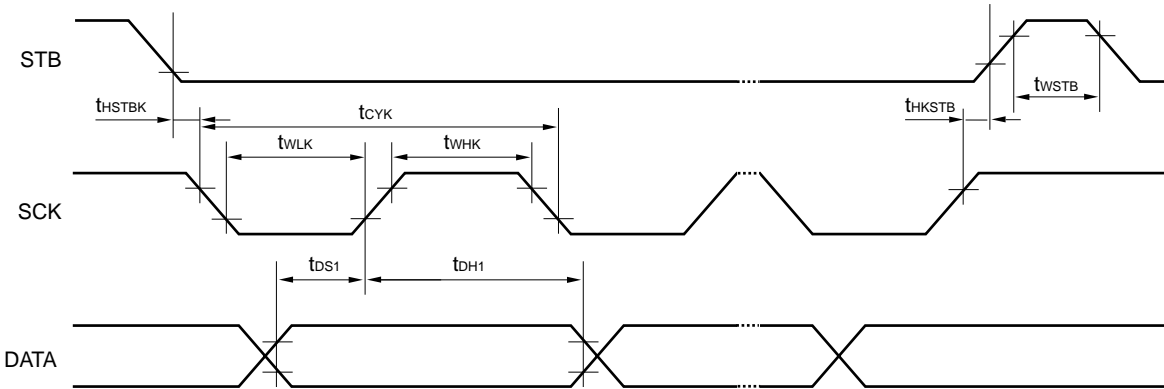 STB
tHSTBK
tCYK
tHKSTB
tWSTB
tWLK
tWHK
SCK
tDS1
tDH1
DATA